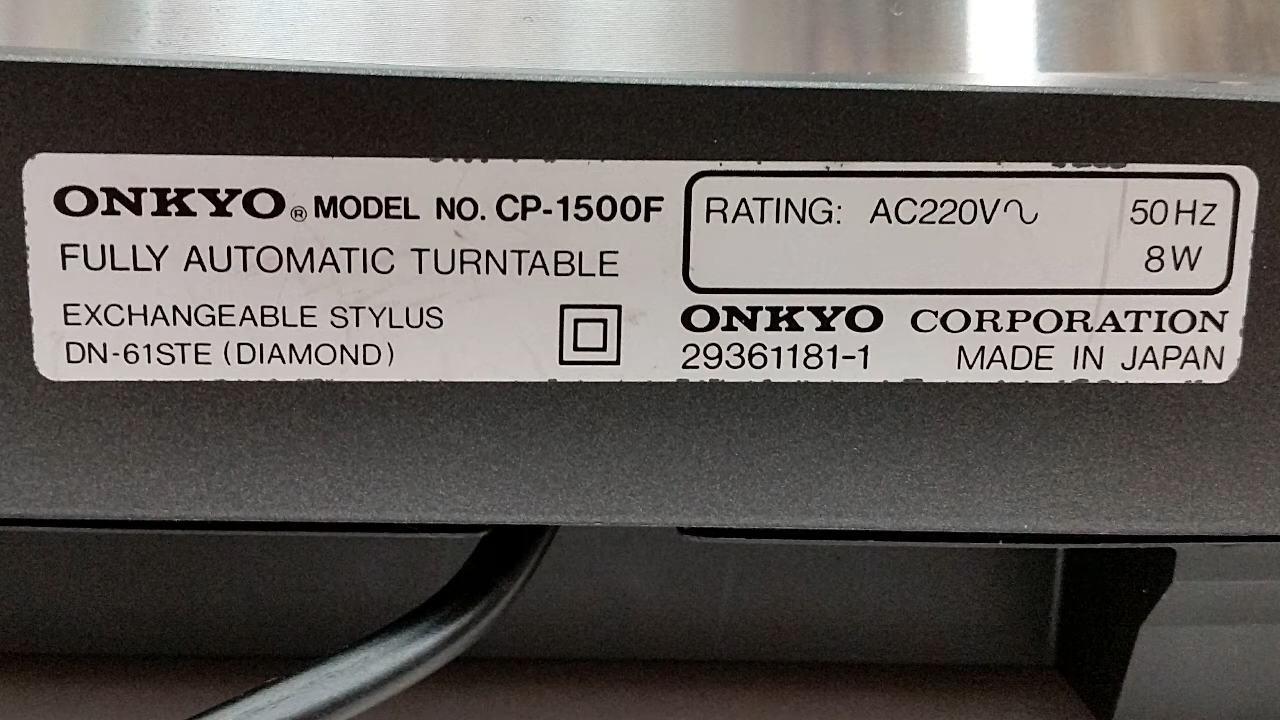 ONKYO® MODEL NO. CP-1500F
FULLY AUTOMATIC TURNTABLE
EXCHANGEABLE STYLUS
DN-61STE (DIAMOND)
RATING: AC220V∿ 50HZ
8W
ONKYO CORPORATION
29361181-1 MADE IN JAPAN